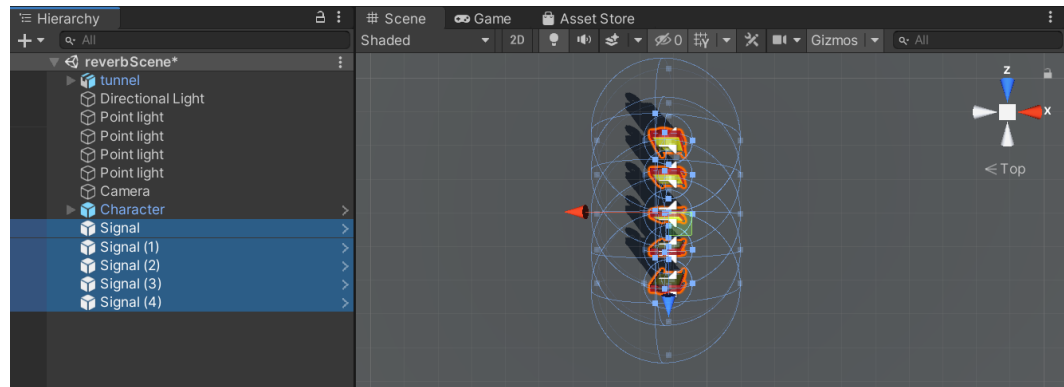 Hierarchy
All
reverbScene*
tunnel
Directional Light
Point light
Point light
Point light
Point light
Camera
Character
Signal
Signal (1)
Signal (2)
Signal (3)
Signal (4)
Scene Game Asset Store
Shaded 2D 0 Gizmos All
z
x
Top